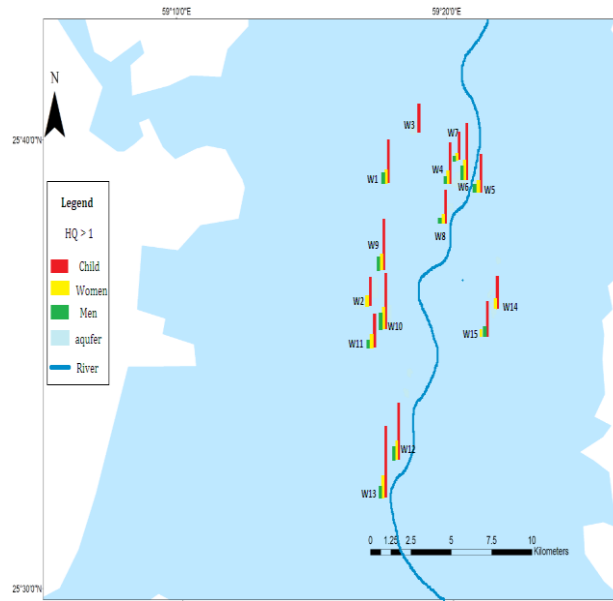 59°10'0"E
59°20'0"E
N
25°40'0"N
Legend
HQ > 1
Child
Women
Men
aqufer
River
W3
W7
W1
W4
W6
W5
W8
W9
W2
W10
W14
W11
W15
W12
W13
0 1.25 2.5 5 7.5 10
Kilometers
25°30'0"N